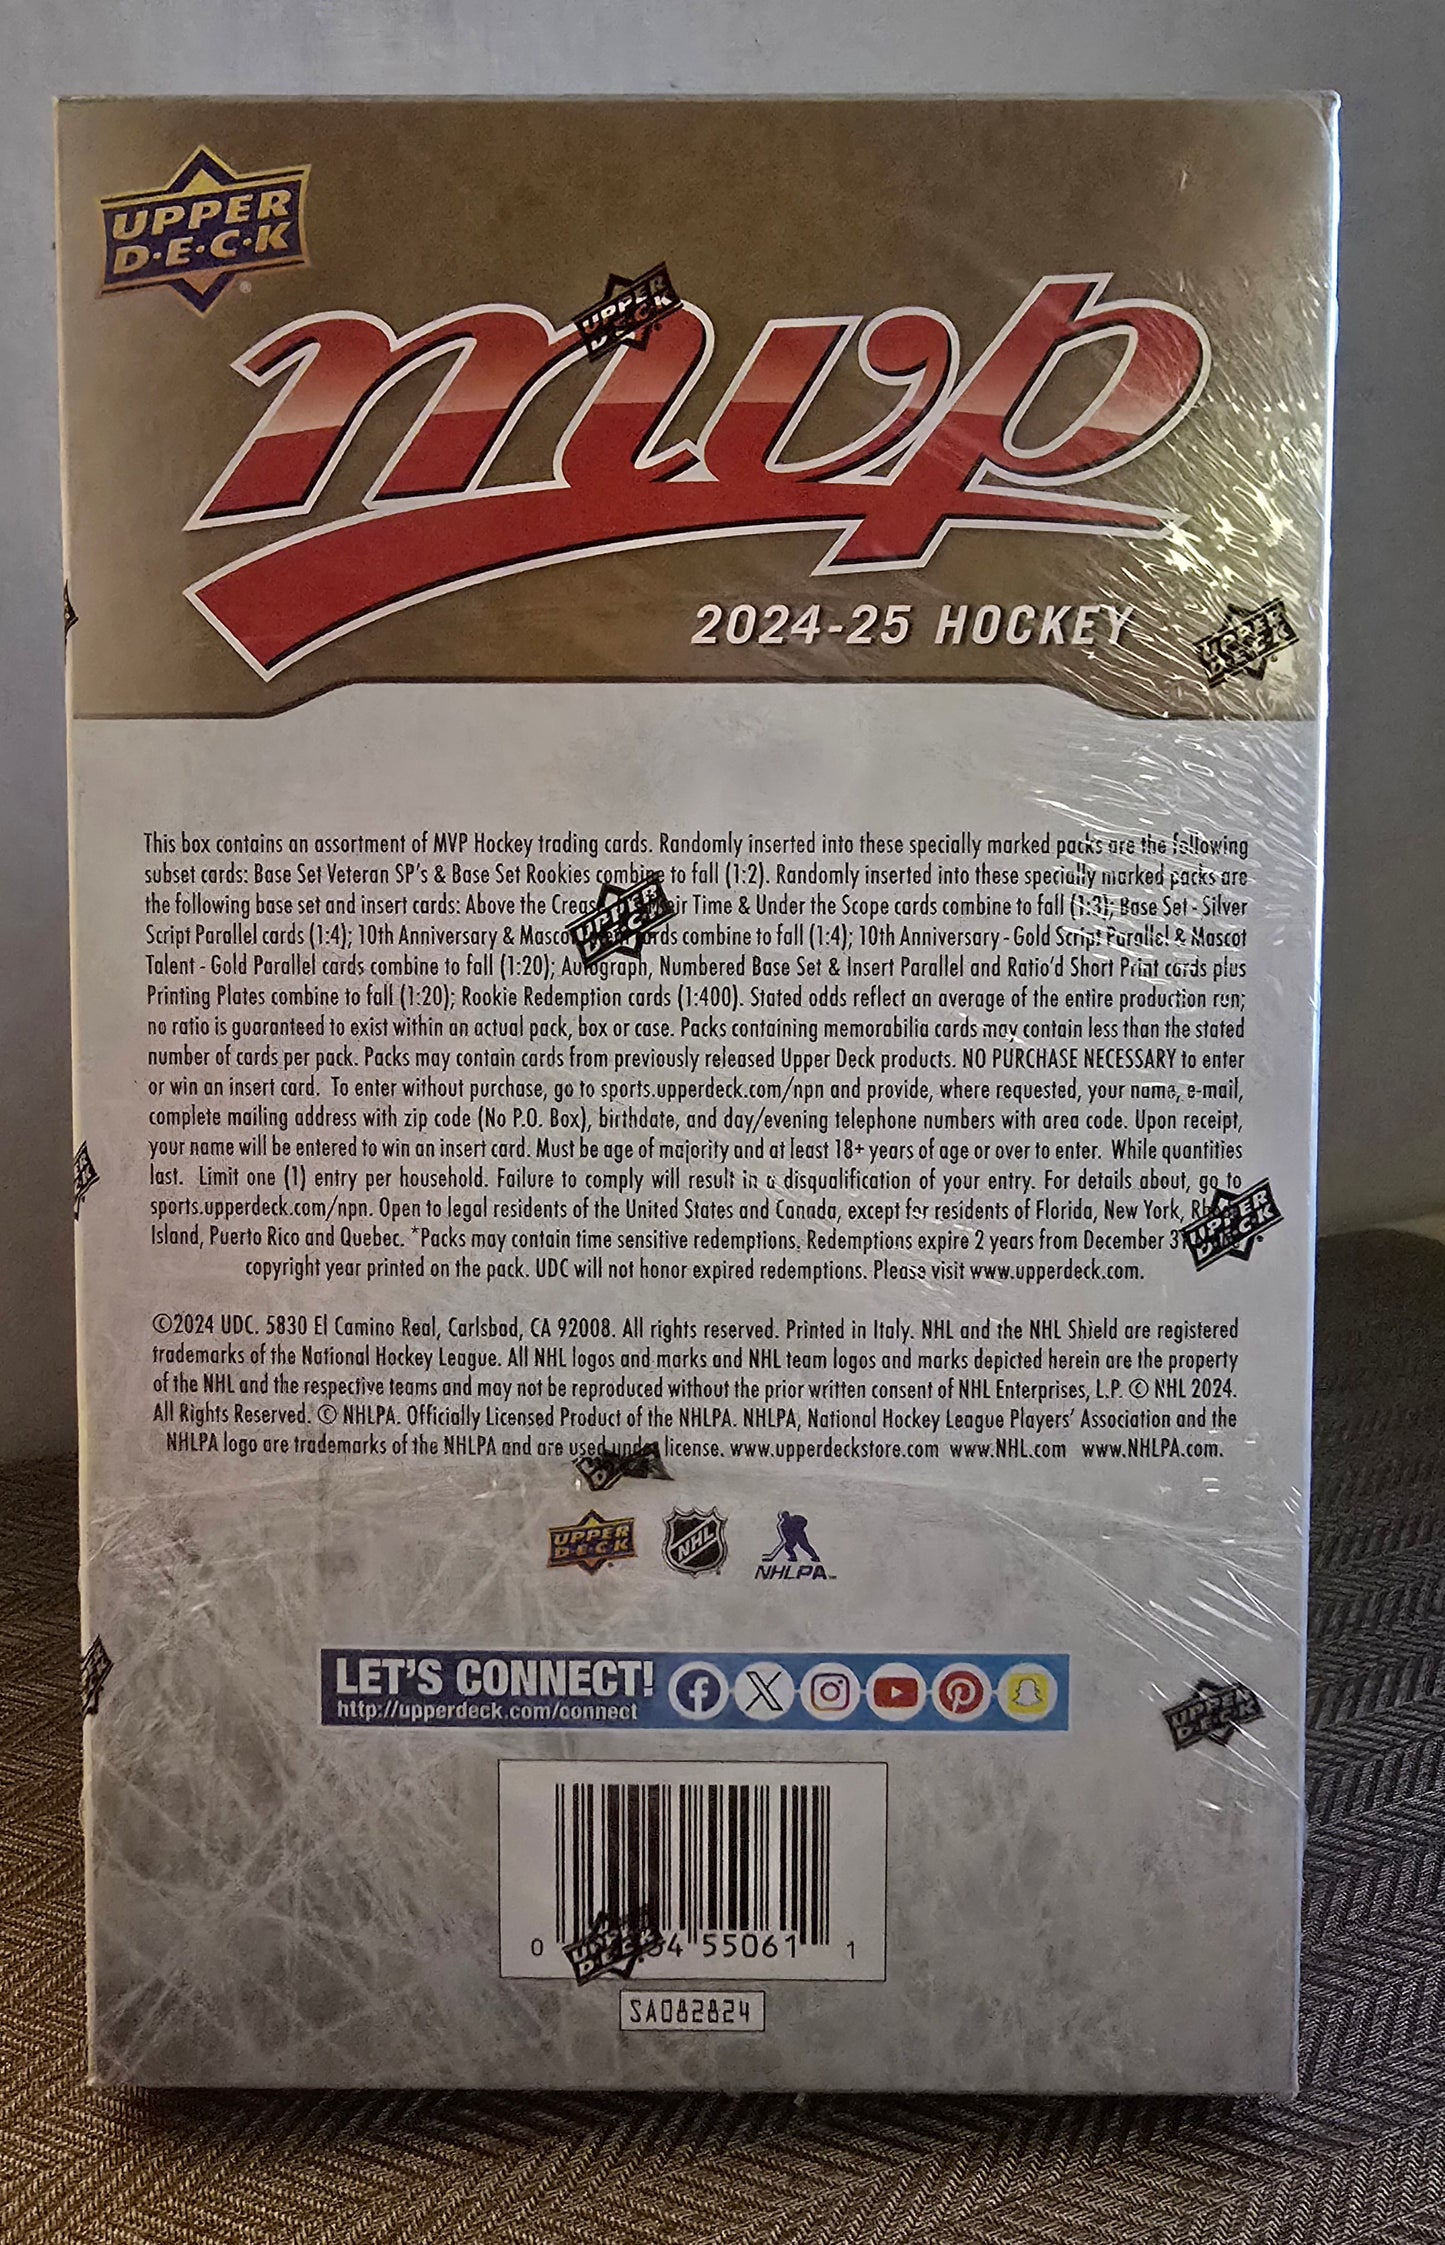 UPPER
D·E·C·K
®
mvp
UPPER
DECK
2024-25 HOCKEY
UPPER
DECK
This box contains an assortment of MVP Hockey trading cards. Randomly inserted into these specially marked packs are the following
subset cards: Base Set Veteran SP's & Base Set Rookies combine to fall (1:2). Randomly inserted into these specially marked packs are
the following base set and insert cards: Above the Time & Under the Scope cards combine to fall (1:3); Base Set - Silver
Script Parallel cards (1:4); 10th Anniversary & cards combine to fall (1:4); 10th Anniversary - Gold Script Parallel & Mascot
Talent - Gold Parallel cards combine to fall (1:20); Autograph, Numbered Base Set & Insert Parallel and Ratio'd Short Print cards plus
Printing Plates combine to fall (1:20); Rookie Redemption cards (1:400). Stated odds reflect an average of the entire production run;
no ratio is guaranteed to exist within an actual pack, box or case. Packs containing memorabilia cards may contain less than the stated
number of cards per pack. Packs may contain cards from previously released Upper Deck products. NO PURCHASE NECESSARY to enter
or win an insert card. To enter without purchase, go to sports.upperdeck.com/npn and provide, where requested, your name, e-mail,
complete mailing address with zip code (No P.O. Box), birthdate, and day/evening telephone numbers with area code. Upon receipt,
your name will be entered to win an insert card. Must be age of majority and at least 18+ years of age or over to enter. While quantities
last. Limit one (1) entry per household. Failure to comply will result in a disqualification of your entry. For details about, go to
sports.upperdeck.com/npn. Open to legal residents of the United States and Canada, except for residents of Florida, New York,
Island, Puerto Rico and Quebec. *Packs may contain time sensitive redemptions. Redemptions expire 2 years from December
copyright year printed on the pack. UDC will not honor expired redemptions. Please visit www.upperdeck.com.
UPPER
DECK
©2024 UDC. 5830 El Camino Real, Carlsbad, CA 92008. All rights reserved. Printed in Italy. NHL and the NHL Shield are registered
trademarks of the National Hockey League. All NHL logos and marks and NHL team logos and marks depicted herein are the property
of the NHL and the respective teams and may not be reproduced without the prior written consent of NHL Enterprises, L.P. © NHL 2024.
All Rights Reserved. © NHLPA. Officially Licensed Product of the NHLPA. NHLPA, National Hockey League Players' Association and the
NHLPA logo are trademarks of the NHLPA and are used under license. www.upperdeckstore.com www.NHL.com www.NHLPA.com.
UPPER
D·E·C·K
NHL
NHLPA™
LET'S CONNECT!
http://upperdeck.com/connect
UPPER
DECK
0 55061 1
SA082824